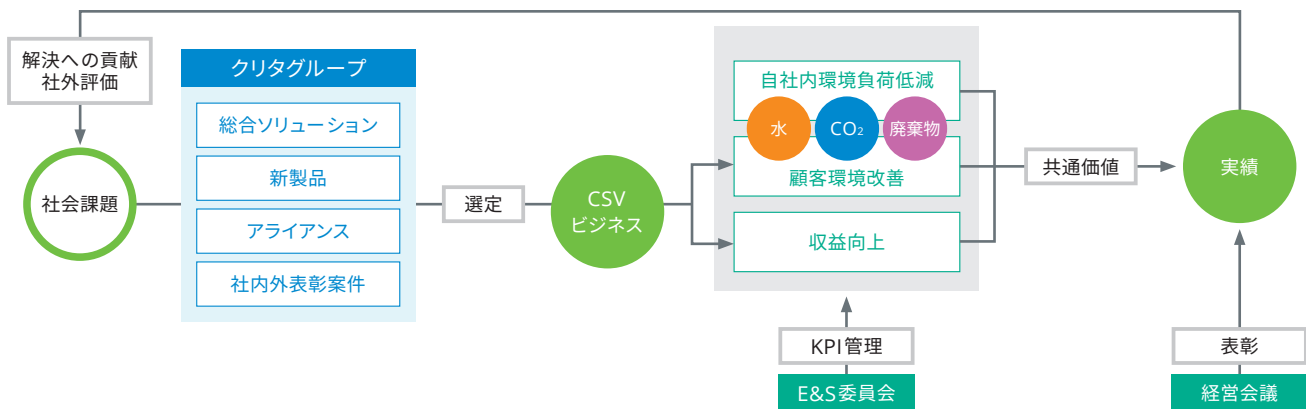 解決への貢献
社外評価
社会課題
クリタグループ
総合ソリューション
新製品
アライアンス
社内外表彰案件
選定
CSV
ビジネス
自社内環境負荷低減
水
CO₂
廃棄物
顧客環境改善
収益向上
KPI管理
E&S委員会
共通価値
実績
表彰
経営会議